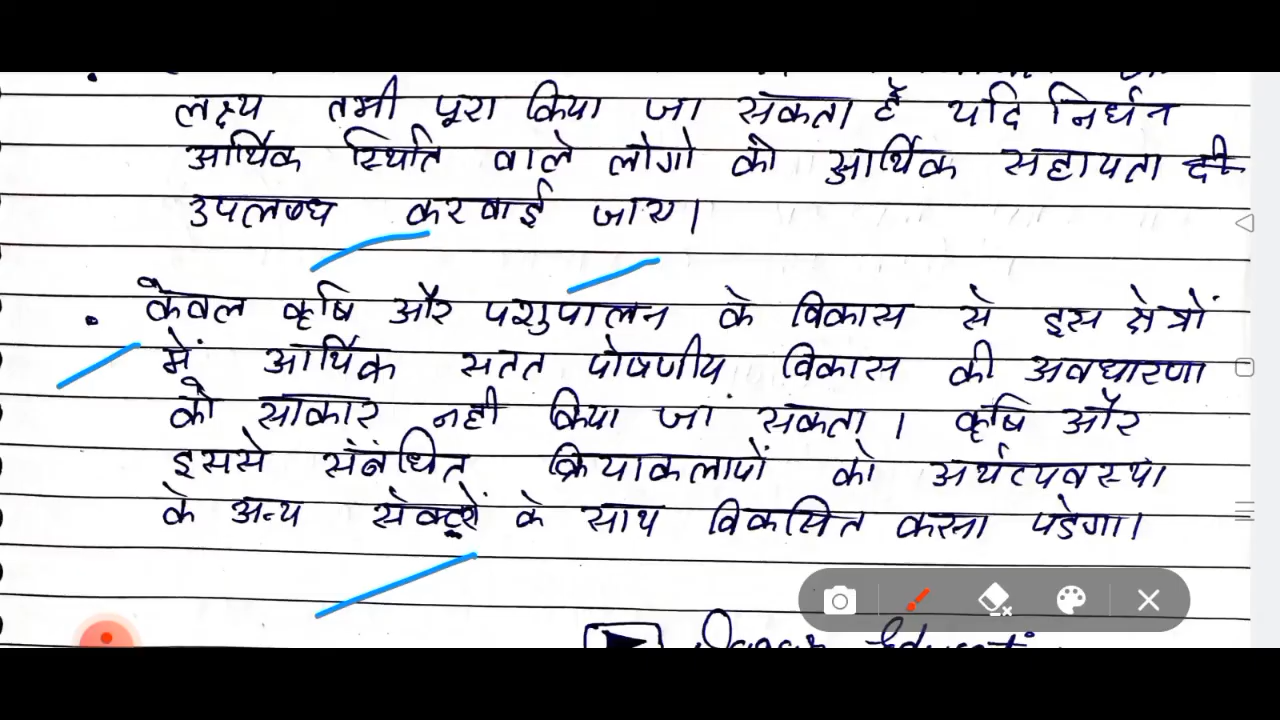 लक्ष्य तभी पूरा किया जा सकता है यदि निर्धन
आर्थिक स्थिति वाले लोगो को आर्थिक सहायता
उपलब्ध करवाई जाए।
• केवल कृषि और पशुपालन के विकास से इस क्षेत्रों
में आर्थिक सतत पोषणीय विकास की अवधारणा
को साकार नही किया जा सकता। कृषि और
इससे संबंधित क्रियाकलापों को अर्थव्यवस्था
के अन्य सेक्टरों के साथ विकसित करना पडेगा।